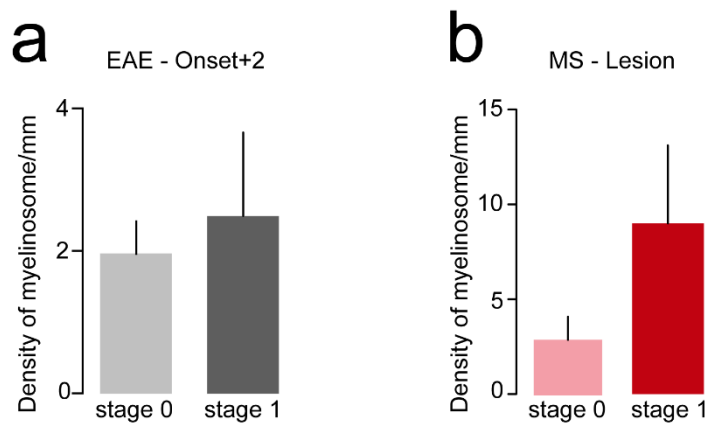 a
EAE - Onset+2
Density of myelinosome/mm
4
2
0
stage 0
stage 1
b
MS - Lesion
Density of myelinosome/mm
15
10
5
0
stage 0
stage 1